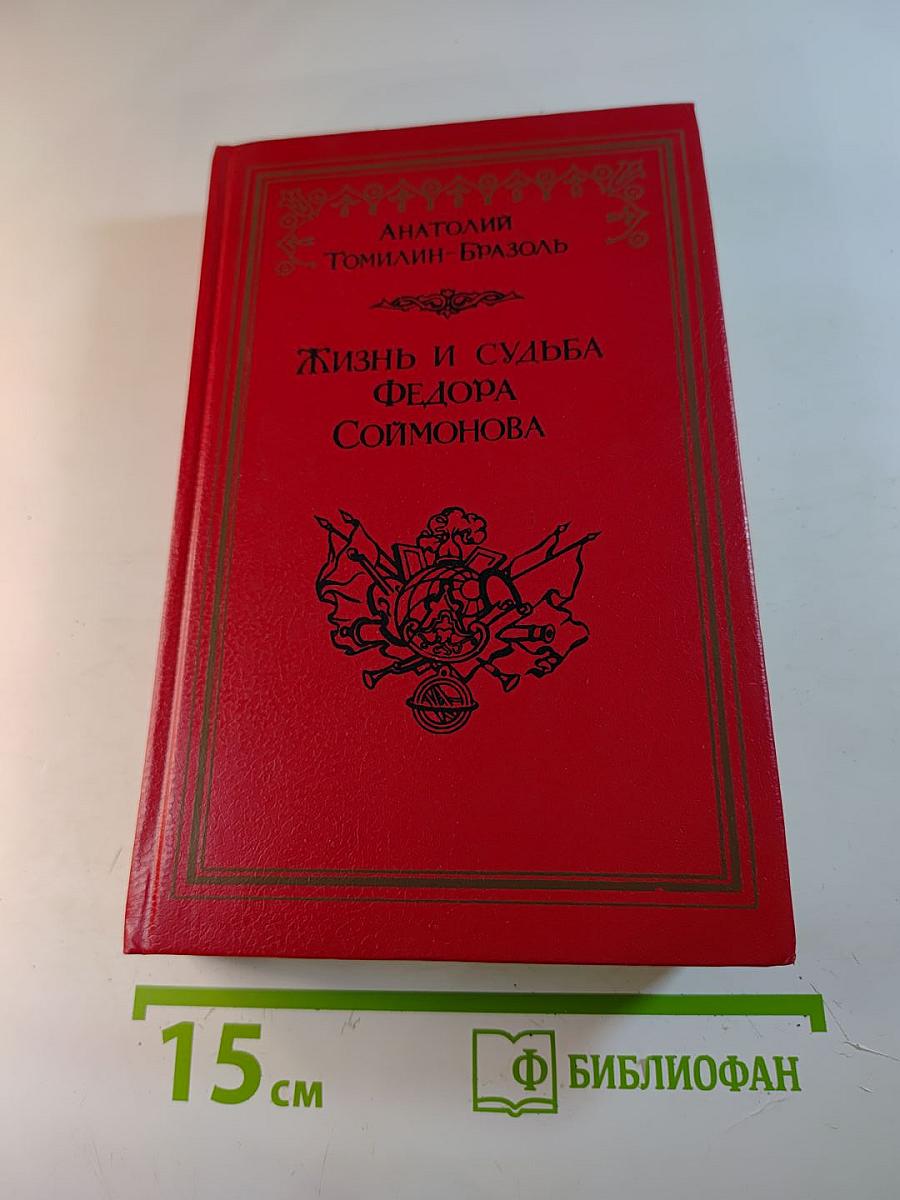 Анатолий
Томилин-Бразоль
Жизнь и судьба
Федора
Соймонова
15 см
Ф БИБЛИОФАН